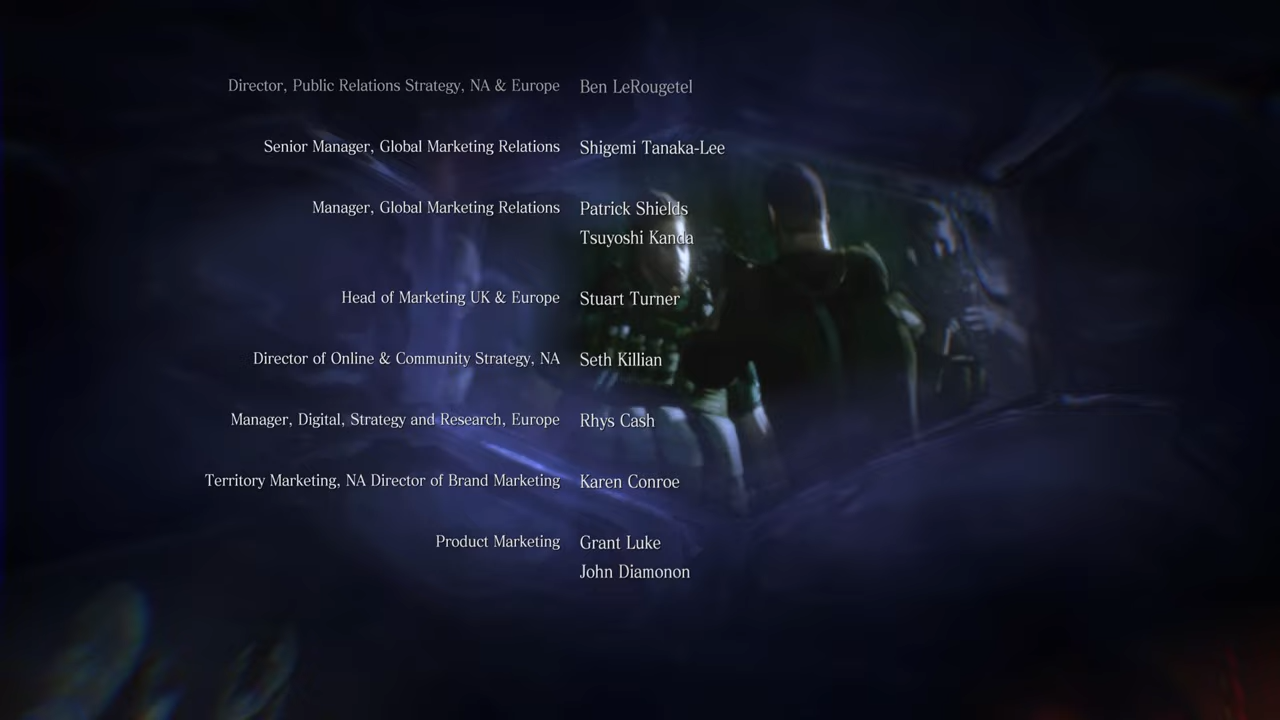 Director, Public Relations Strategy, NA & Europe Ben LeRougetel
Senior Manager, Global Marketing Relations Shigemi Tanaka-Lee
Manager, Global Marketing Relations Patrick Shields
Tsuyoshi Kanda
Head of Marketing UK & Europe Stuart Turner
Director of Online & Community Strategy, NA Seth Killian
Manager, Digital, Strategy and Research, Europe Rhys Cash
Territory Marketing, NA Director of Brand Marketing Karen Conroe
Product Marketing Grant Luke
John Diamonon